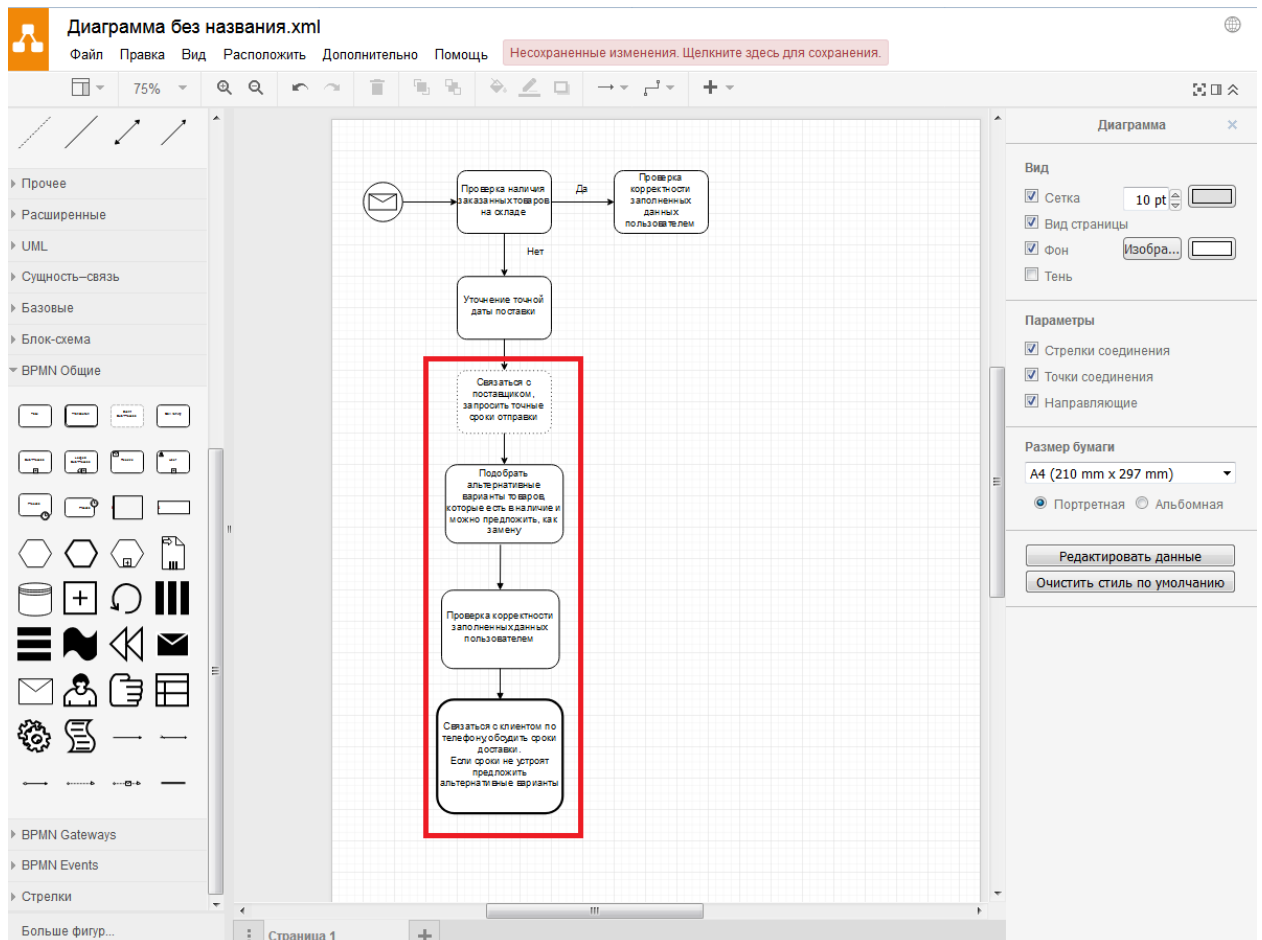 Диаграмма без названия.xml
Файл Правка Вид Расположить Дополнительно Помощь
Несохраненные изменения. Щелкните здесь для сохранения.
75%
Прочее
Расширенные
UML
Сущность–связь
Базовые
Блок-схема
BPMN Общие
BPMN Gateways
BPMN Events
Стрелки
Больше фигур...
Проверка наличия
заказанных товаров
на складе
Да
Проверка
корректности
заполненных
данных
пользователем
Нет
Уточнение точной
даты поставки
Связаться с
поставщиком,
запросить точные
сроки отправки
Подобрать
альтернативные
варианты товаров,
которые есть в наличие и
можно предложить, как
замену
Проверка корректности
заполненных данных
пользователем
Связаться с клиентом по
телефону,обсудить сроки
доставки.
Если сроки не устроят
предложить
альтернативные варианты
Страница 1
Диаграмма
Вид
Сетка
10 pt
Вид страницы
Фон
Изобра...
Тень
Параметры
Стрелки соединения
Точки соединения
Направляющие
Размер бумаги
A4 (210 mm x 297 mm)
Портретная Альбомная
Редактировать данные
Очистить стиль по умолчанию